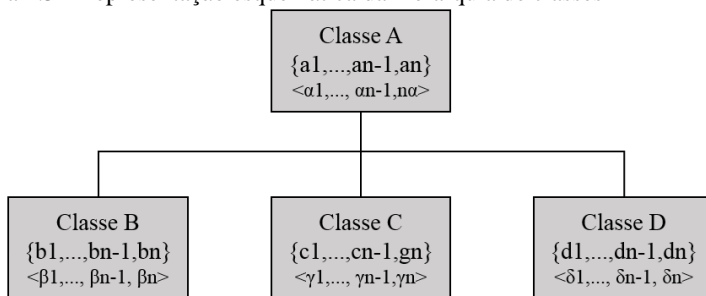 Classe A
{a1,...,an-1,an}
<α1,..., αn-1,nα>
Classe B
{b1,...,bn-1,bn}
<β1,..., βn-1, βn>
Classe C
{c1,...,cn-1,gn}
<γ1,..., γn-1,γn>
Classe D
{d1,...,dn-1,dn}
<δ1,..., δn-1, δn>